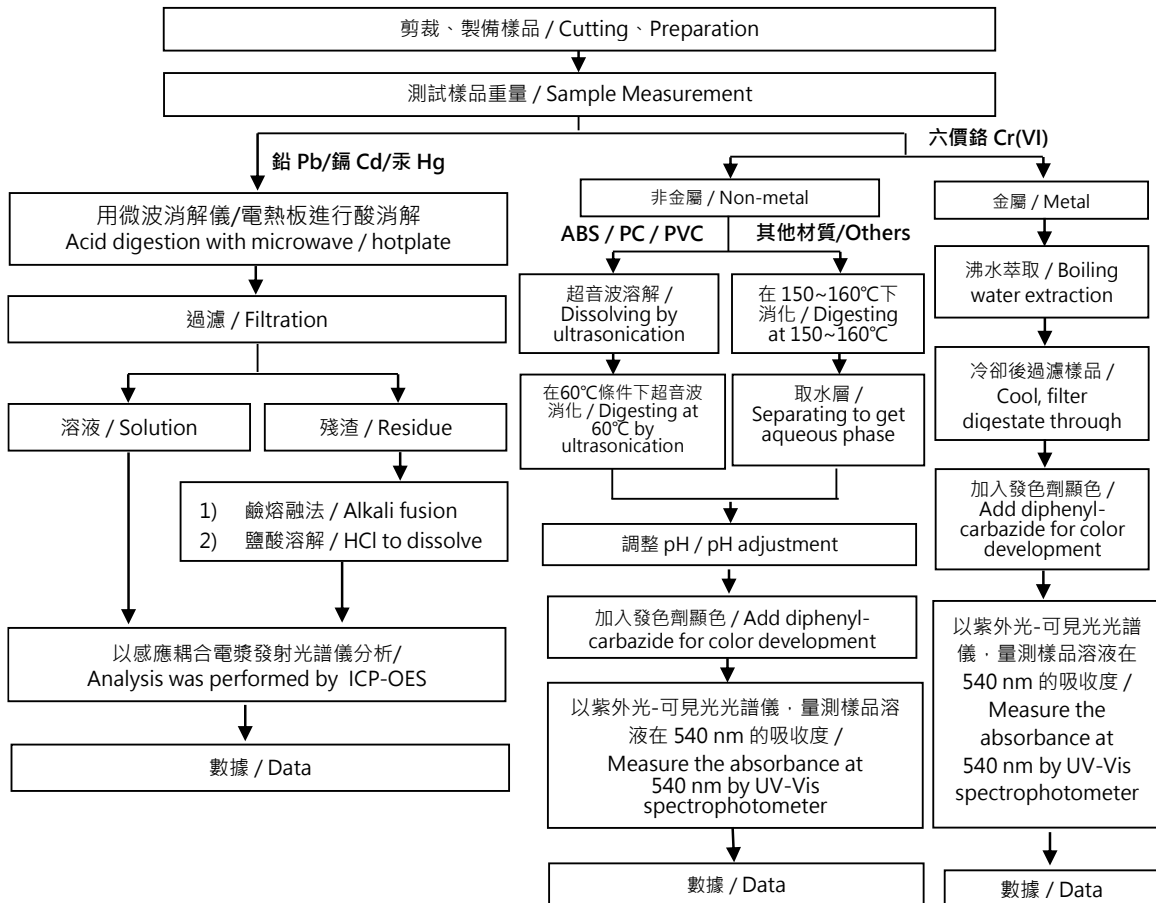 剪裁、製備樣品 / Cutting、Preparation
測試樣品重量 / Sample Measurement
鉛 Pb/鎘 Cd/汞 Hg
用微波消解儀/電熱板進行酸消解
Acid digestion with microwave / hotplate
過濾 / Filtration
溶液 / Solution
殘渣 / Residue
1) 鹼熔融法 / Alkali fusion
2) 鹽酸溶解 / HCl to dissolve
以感應耦合電漿發射光譜儀分析/
Analysis was performed by ICP-OES
數據 / Data
六價鉻 Cr(VI)
非金屬 / Non-metal
ABS / PC / PVC
超音波溶解 /
Dissolving by
ultrasonication
在60℃條件下超音波
消化 / Digesting at
60℃ by
ultrasonication
其他材質/Others
在 150~160℃下
消化 / Digesting
at 150~160℃
取水層 /
Separating to get
aqueous phase
調整 pH / pH adjustment
加入發色劑顯色 / Add diphenyl-
carbazide for color development
以紫外光-可見光光譜儀，量測樣品溶
液在 540 nm 的吸收度 /
Measure the absorbance at
540 nm by UV-Vis
spectrophotometer
數據 / Data
金屬 / Metal
沸水萃取 / Boiling
water extraction
冷卻後過濾樣品 /
Cool, filter
digestate through
加入發色劑顯色 /
Add diphenyl-
carbazide for color
development
以紫外光-可見光光譜
儀，量測樣品溶液在
540 nm 的吸收度 /
Measure the
absorbance at
540 nm by UV-Vis
spectrophotometer
數據 / Data